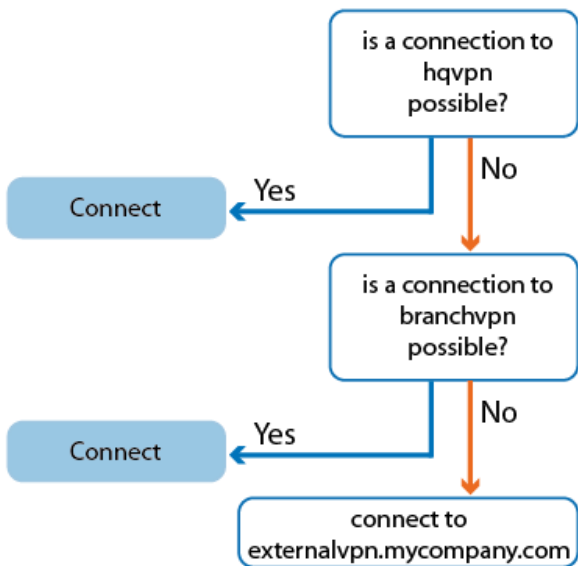 is a connection to
hqvpn
possible?
No
Yes
Connect
is a connection to
branchvpn
possible?
No
Yes
Connect
connect to
externalvpn.mycompany.com